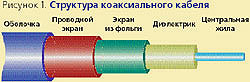 Рисунок 1. Структура коаксиального кабеля
Оболочка Проводной экран Экран из фольги Диэлектрик Центральная жила